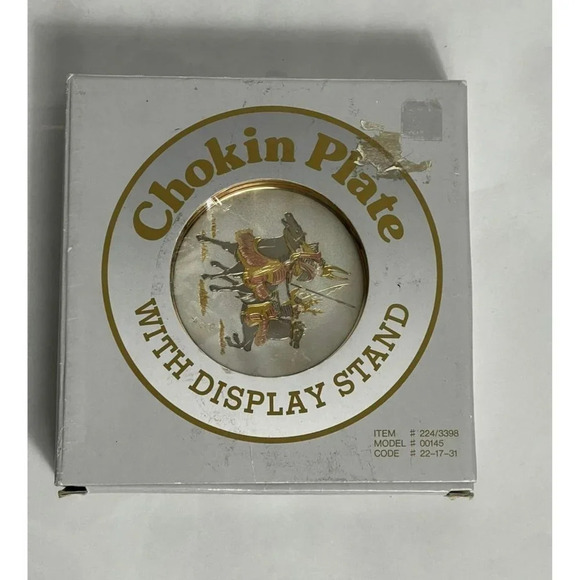 Chokin Plate
WITH DISPLAY STAND
ITEM # 224/3398
MODEL # 00145
CODE # 22-17-31